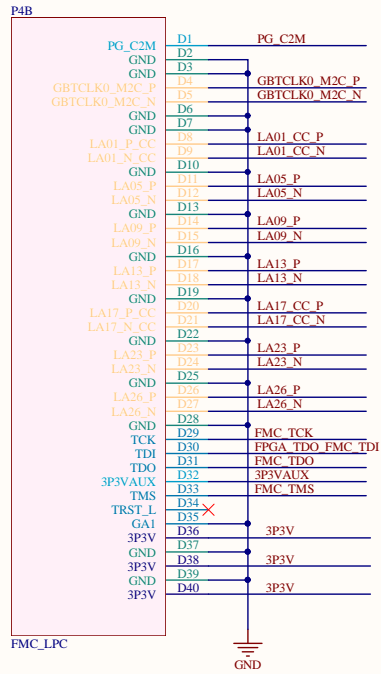 P4B
PG_C2M D1 PG_C2M
GND D2
GND D3
GBTCLK0_M2C_P D4 GBTCLK0_M2C_P
GBTCLK0_M2C_N D5 GBTCLK0_M2C_N
GND D6
GND D7
LA01_P_CC D8 LA01_CC_P
LA01_N_CC D9 LA01_CC_N
GND D10
LA05_P D11 LA05_P
LA05_N D12 LA05_N
GND D13
LA09_P D14 LA09_P
LA09_N D15 LA09_N
GND D16
LA13_P D17 LA13_P
LA13_N D18 LA13_N
GND D19
LA17_P_CC D20 LA17_CC_P
LA17_N_CC D21 LA17_CC_N
GND D22
LA23_P D23 LA23_P
LA23_N D24 LA23_N
GND D25
LA26_P D26 LA26_P
LA26_N D27 LA26_N
GND D28
TCK D29 FMC_TCK
TDI D30 FPGA_TDO_FMC_TDI
TDO D31 FMC_TDO
3P3VAUX D32 3P3VAUX
TMS D33 FMC_TMS
TRST_L D34
GA1 D35
3P3V D36 3P3V
GND D37
3P3V D38 3P3V
GND D39
3P3V D40 3P3V
FMC_LPC
GND